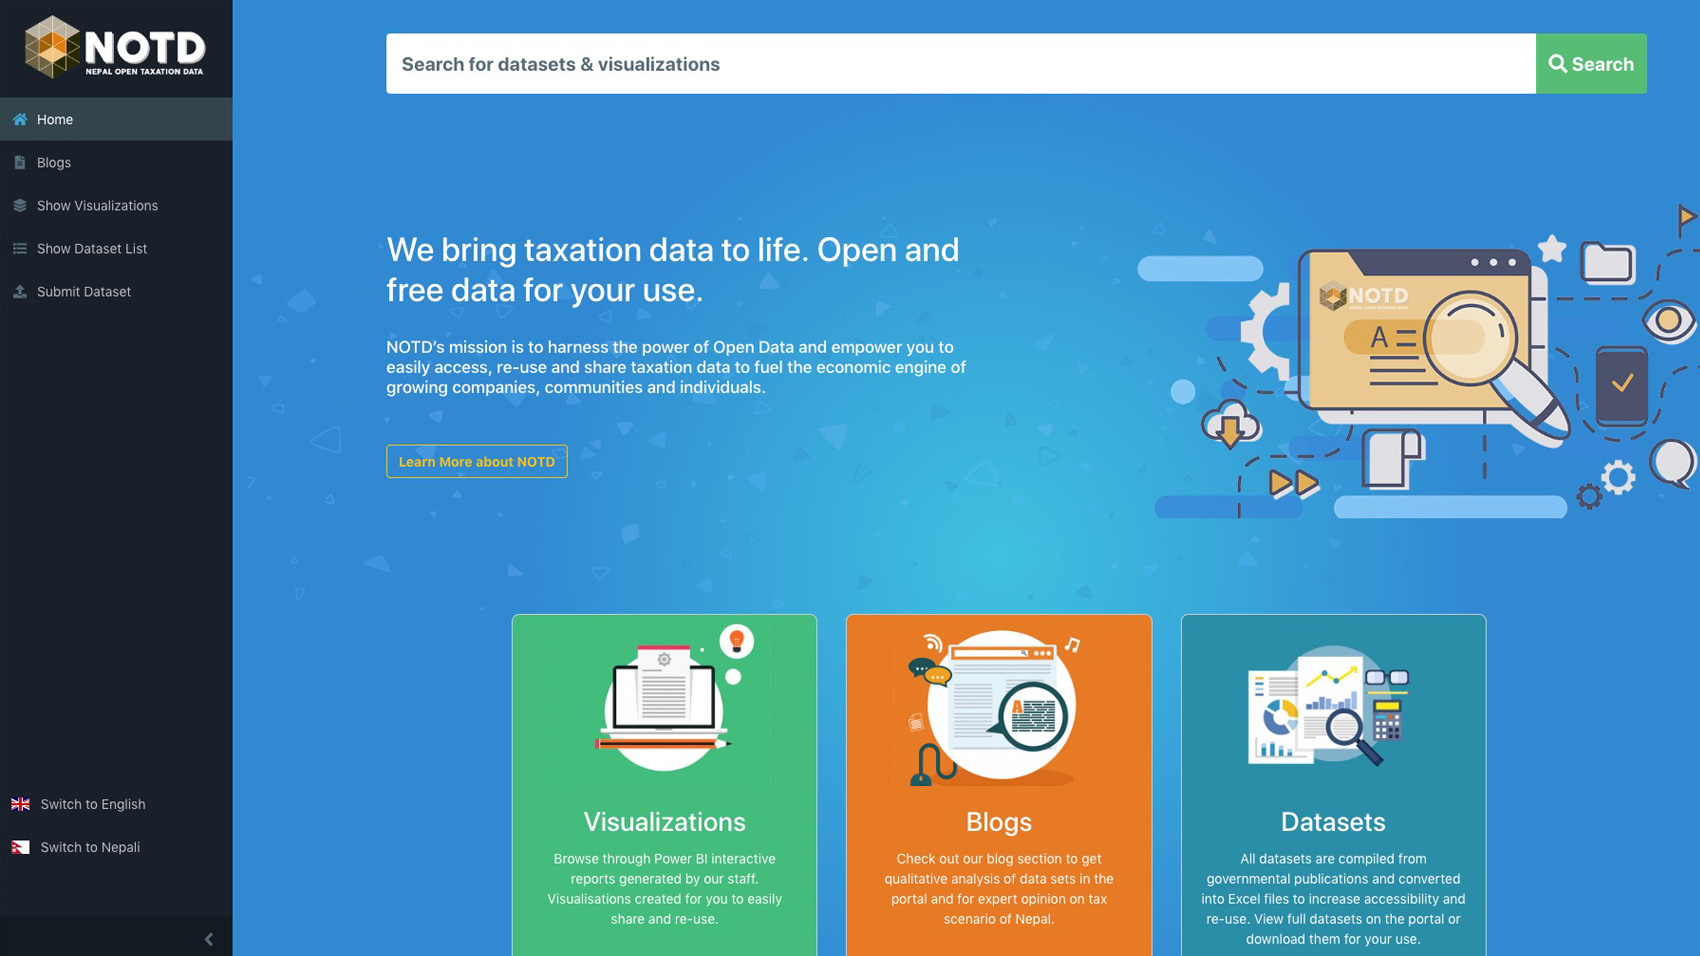 NOTD
NEPAL OPEN TAXATION DATA
Home
Blogs
Show Visualizations
Show Dataset List
Submit Dataset
Switch to English
Switch to Nepali
Search for datasets & visualizations
Search
We bring taxation data to life. Open and
free data for your use.
NOTD's mission is to harness the power of Open Data and empower you to
easily access, re-use and share taxation data to fuel the economic engine of
growing companies, communities and individuals.
Learn More about NOTD
NOTD
A
Visualizations
Browse through Power BI interactive
reports generated by our staff.
Visualisations created for you to easily
share and re-use.
A
Blogs
Check out our blog section to get
qualitative analysis of data sets in the
portal and for expert opinion on tax
scenario of Nepal.
Datasets
All datasets are compiled from
governmental publications and converted
into Excel files to increase accessibility and
re-use. View full datasets on the portal or
download them for your use.